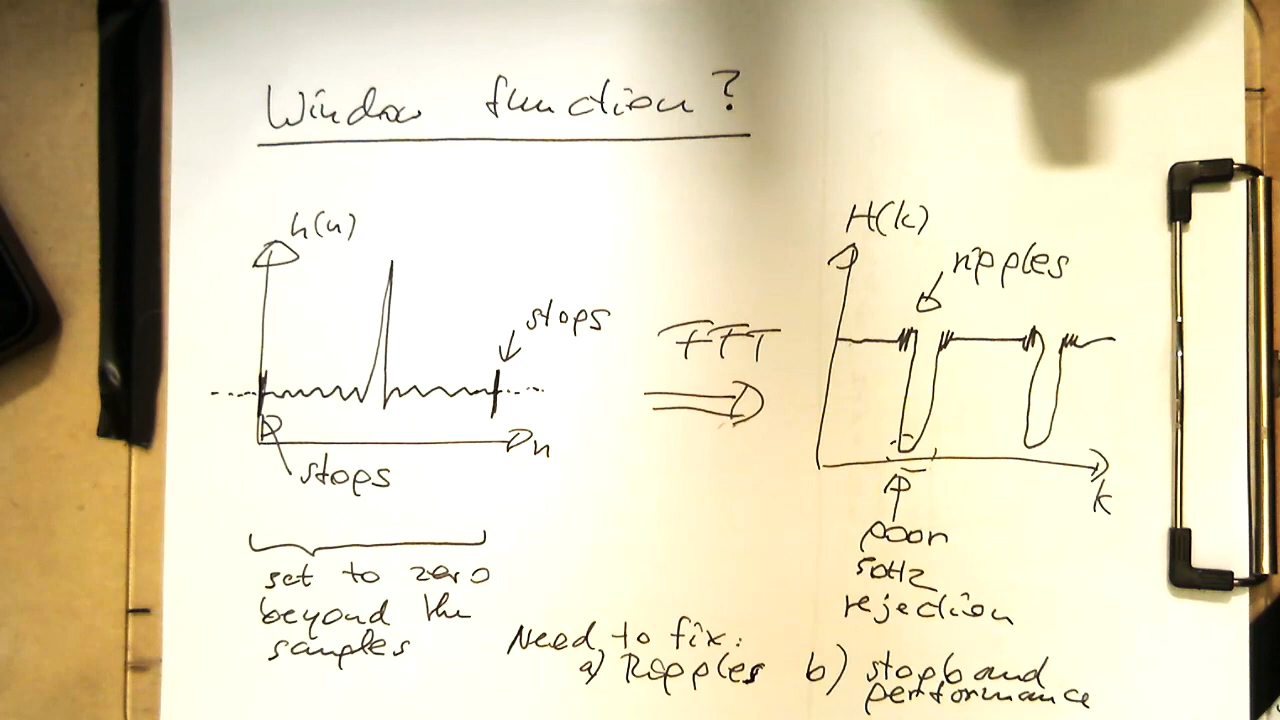 Window function?
h(n)
stops
n
stops
set to zero
beyond the
samples
FFT
H(k)
ripples
k
poor
50Hz
rejection
Need to fix:
a) Ripples b) stopband
performance